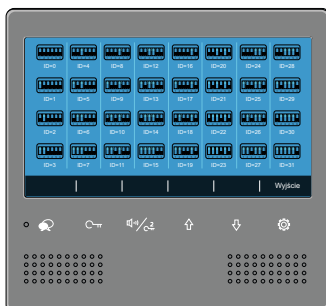 ID=0 ID=4 ID=8 ID=12 ID=16 ID=20 ID=24 ID=28
ID=1 ID=5 ID=9 ID=13 ID=17 ID=21 ID=25 ID=29
ID=2 ID=6 ID=10 ID=14 ID=18 ID=22 ID=26 ID=30
ID=3 ID=7 ID=11 ID=15 ID=19 ID=23 ID=27 ID=31
Wyjście